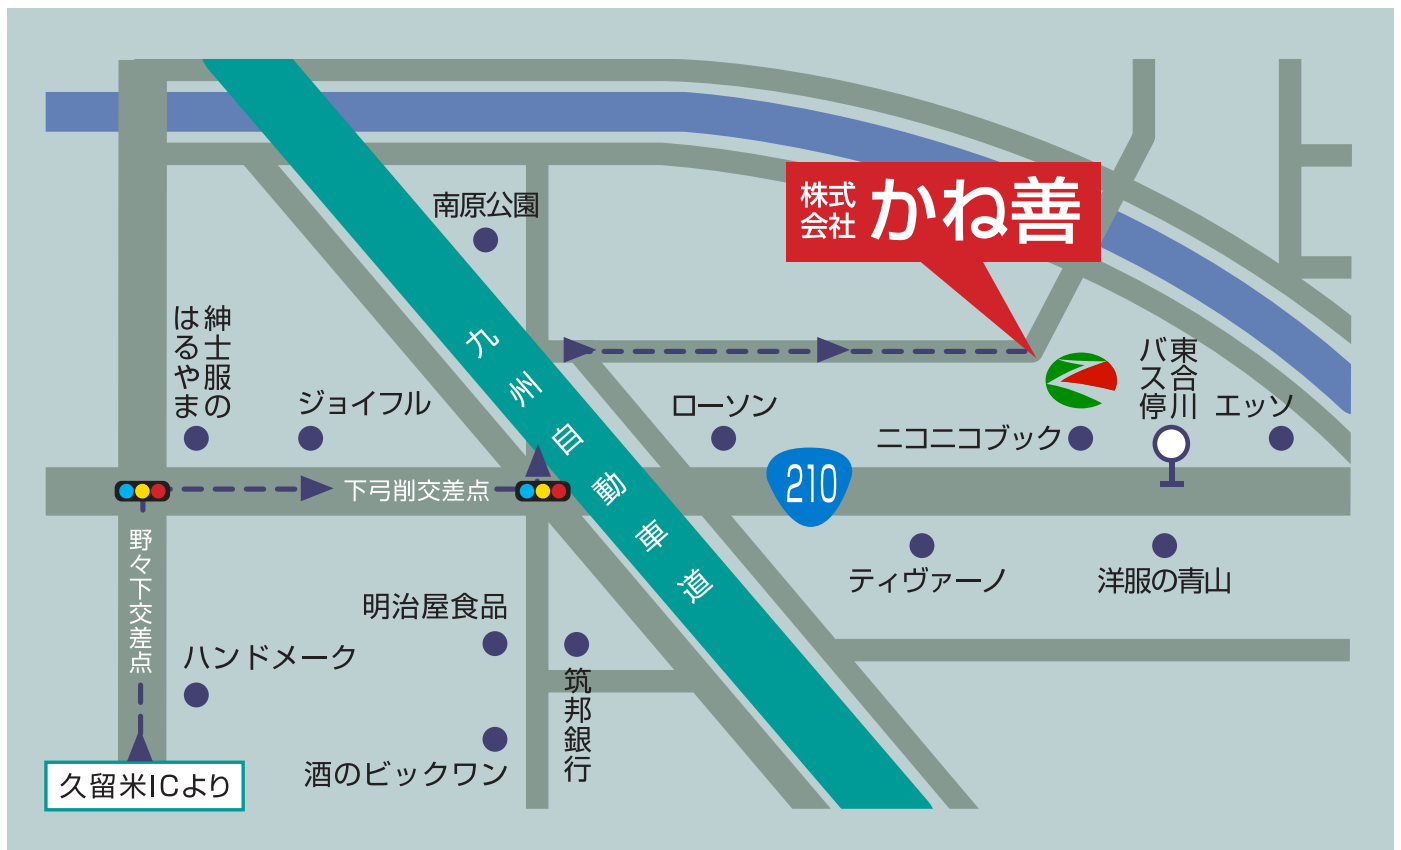 株式
会社
かね善
南原公園
紳士服の
はるやま
ジョイフル
九州自動車道
ローソン
ニコニコブック
東合川
バス停
エッソ
下弓削交差点
210
野々下交差点
ティヴァーノ
洋服の青山
明治屋食品
ハンドメーク
筑邦銀行
酒のビックワン
久留米ICより